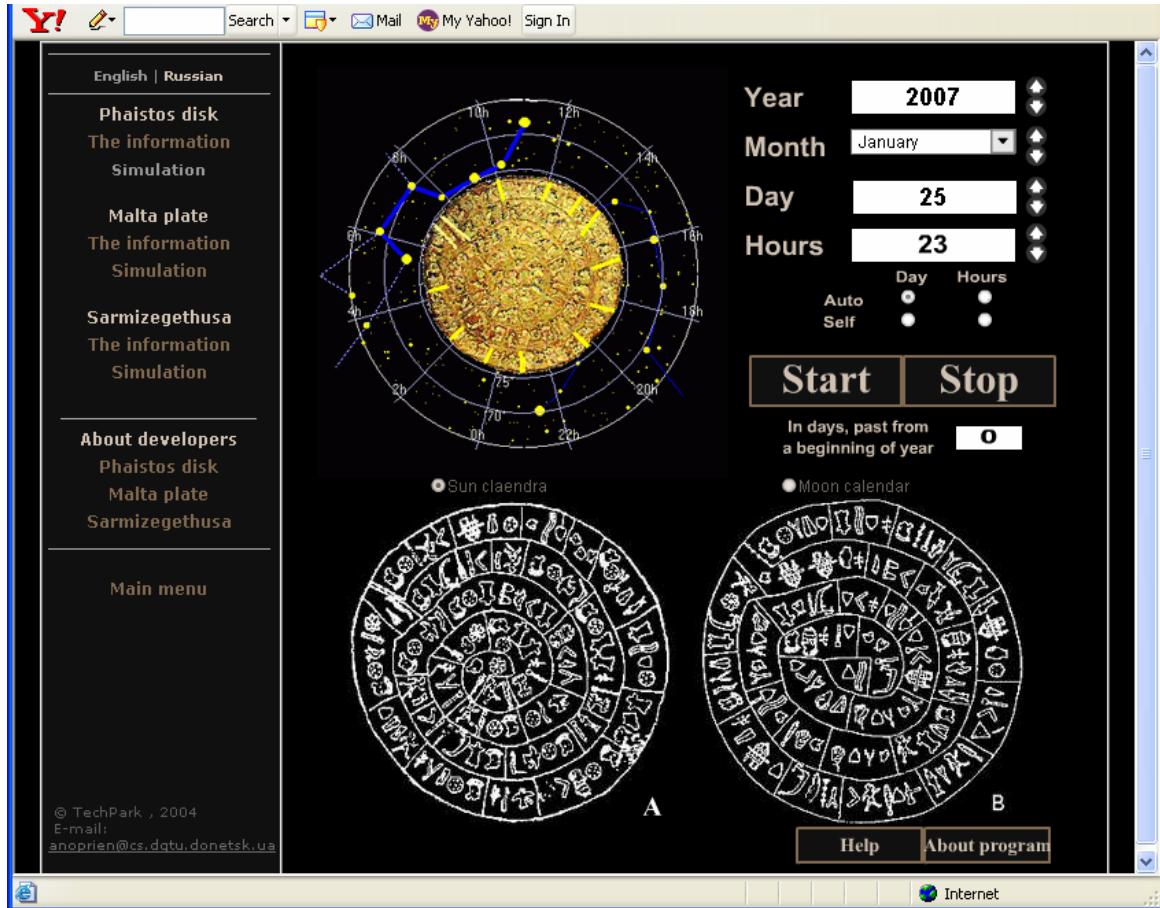 Y! Search Mail My My Yahoo! Sign In
English | Russian
Phaistos disk
The information
Simulation
Malta plate
The information
Simulation
Sarmizegethusa
The information
Simulation
About developers
Phaistos disk
Malta plate
Sarmizegethusa
Main menu
© TechPark , 2004
E-mail:
anoprien@cs.dgtu.donetsk.ua
10h 12h
8h 14h
6h 16h
4h 18h
2h 75 20h
70
0h 22h
Year 2007
Month January
Day 25
Hours 23
Day Hours
Auto
Self
Start Stop
In days, past from
a beginning of year 0
Sun claendra Moon calendar
A B
Help About program
Internet